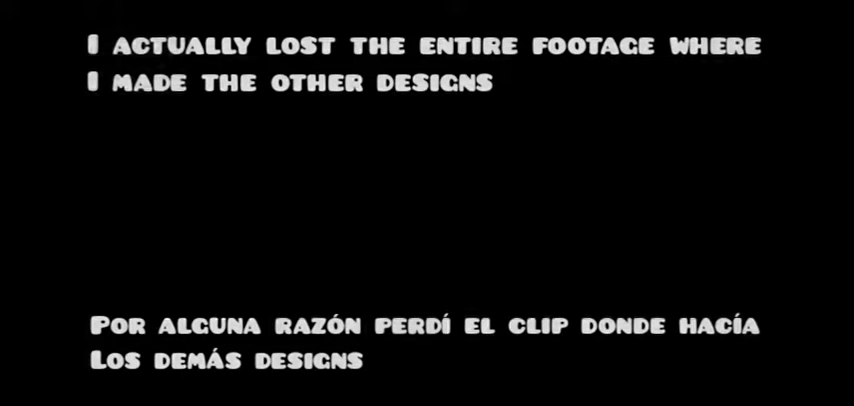 I ACTUALLY LOST THE ENTIRE FOOTAGE WHERE
I MADE THE OTHER DESIGNS
POR ALGUNA RAZÓN PERDÍ EL CLIP DONDE HACÍA
LOS DEMÁS DESIGNS